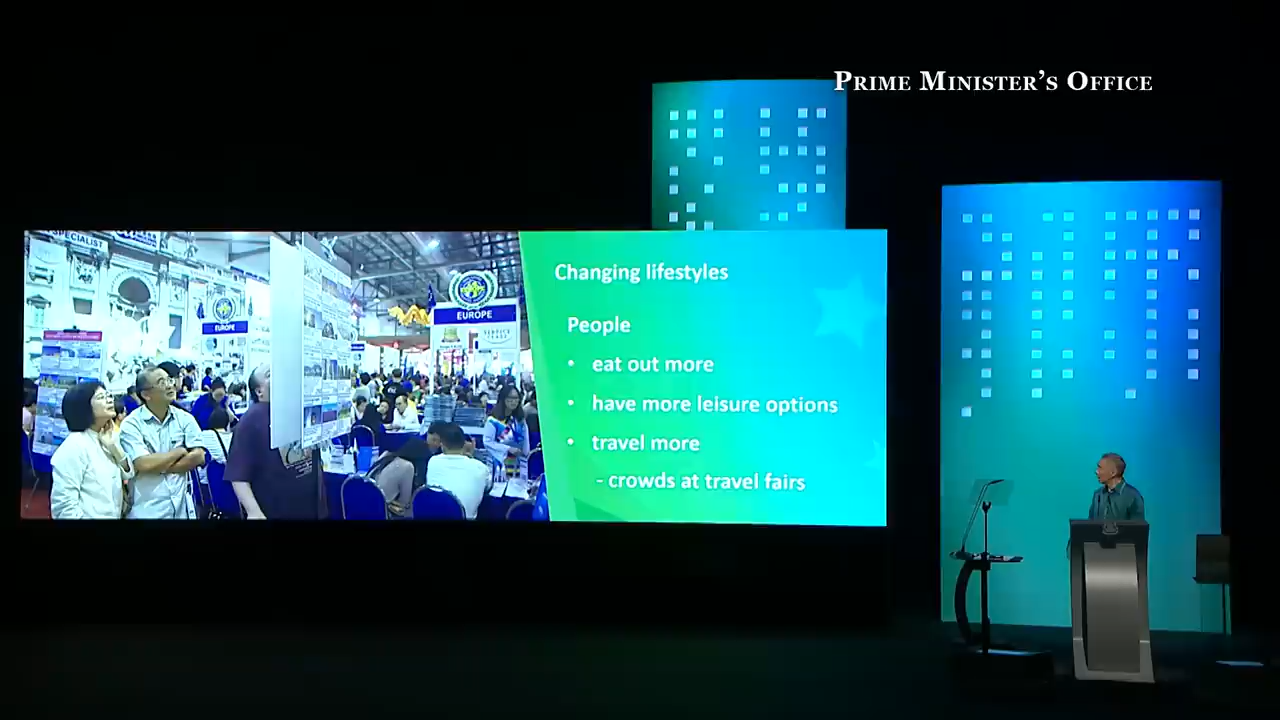 PRIME MINISTER'S OFFICE
SPECIALIST
EUROPE
EUROPE
Changing lifestyles
People
• eat out more
• have more leisure options
• travel more
- crowds at travel fairs